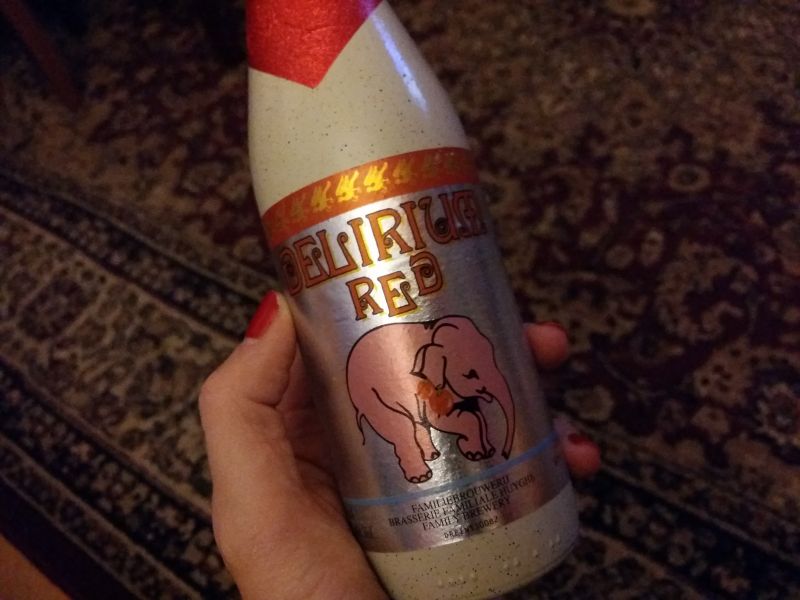 DELIRIUM
RED
FAMILIEBROUWERIJ
BRASSERIE FAMILIALE HUYGHE
FAMILY BREWERY